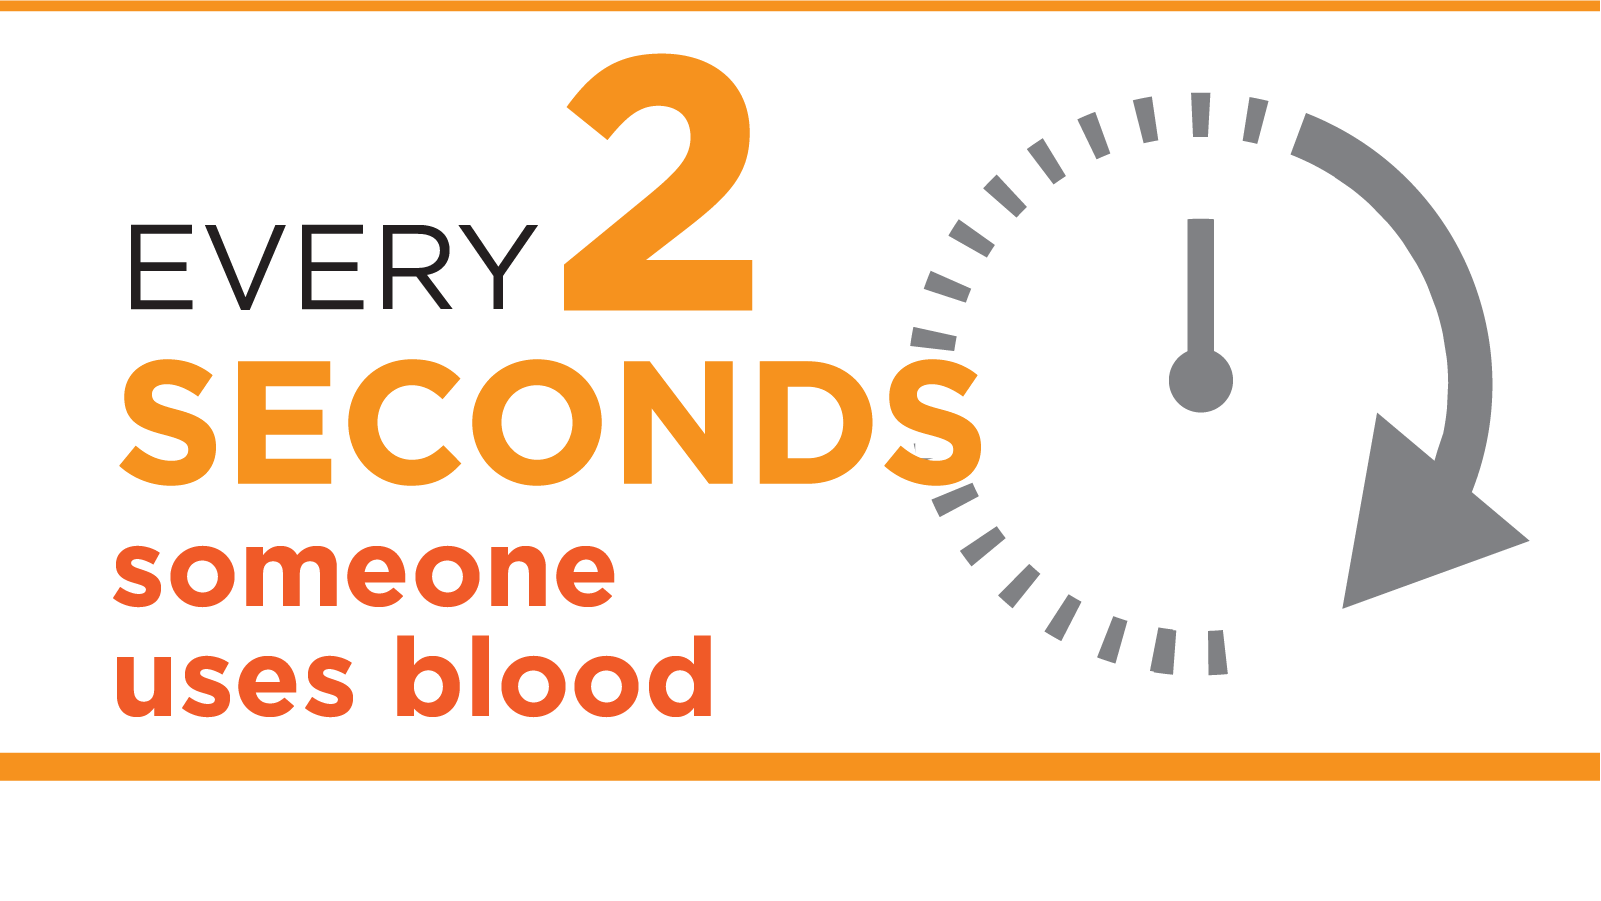 EVERY 2
SECONDS
someone
uses blood